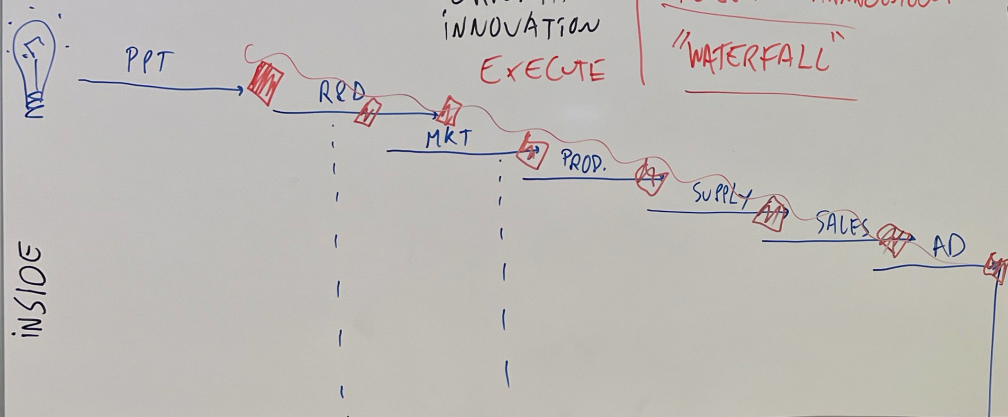 INNOVATION
EXECUTE
"WATERFALL"
PPT
R&D
MKT
PROD.
SUPPLY
SALES
AD
INSIDE